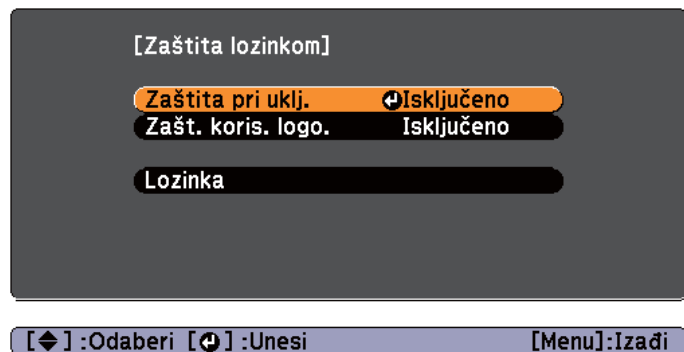 [Zaštita lozinkom]
Zaštita pri uklj. Isključeno
Zašt. koris. logo. Isključeno
Lozinka
[ ] :Odaberi [ ] :Unesi [Menu]:Izađi